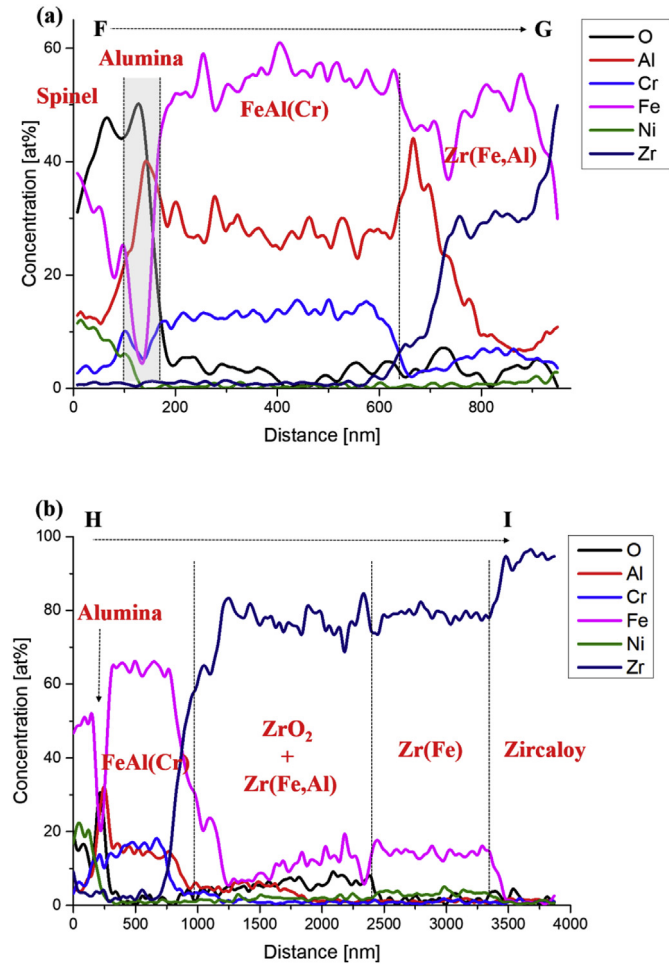 (a)
F
G
Alumina
Spinel
FeAl(Cr)
Zr(Fe,Al)
O
Al
Cr
Fe
Ni
Zr
Concentration [at%]
60
40
20
0
0 200 400 600 800
Distance [nm]
(b)
H
I
Alumina
FeAl(Cr)
ZrO₂
+
Zr(Fe,Al)
Zr(Fe)
Zircaloy
O
Al
Cr
Fe
Ni
Zr
Concentration [at%]
100
80
60
40
20
0
0 500 1000 1500 2000 2500 3000 3500 4000
Distance [nm]